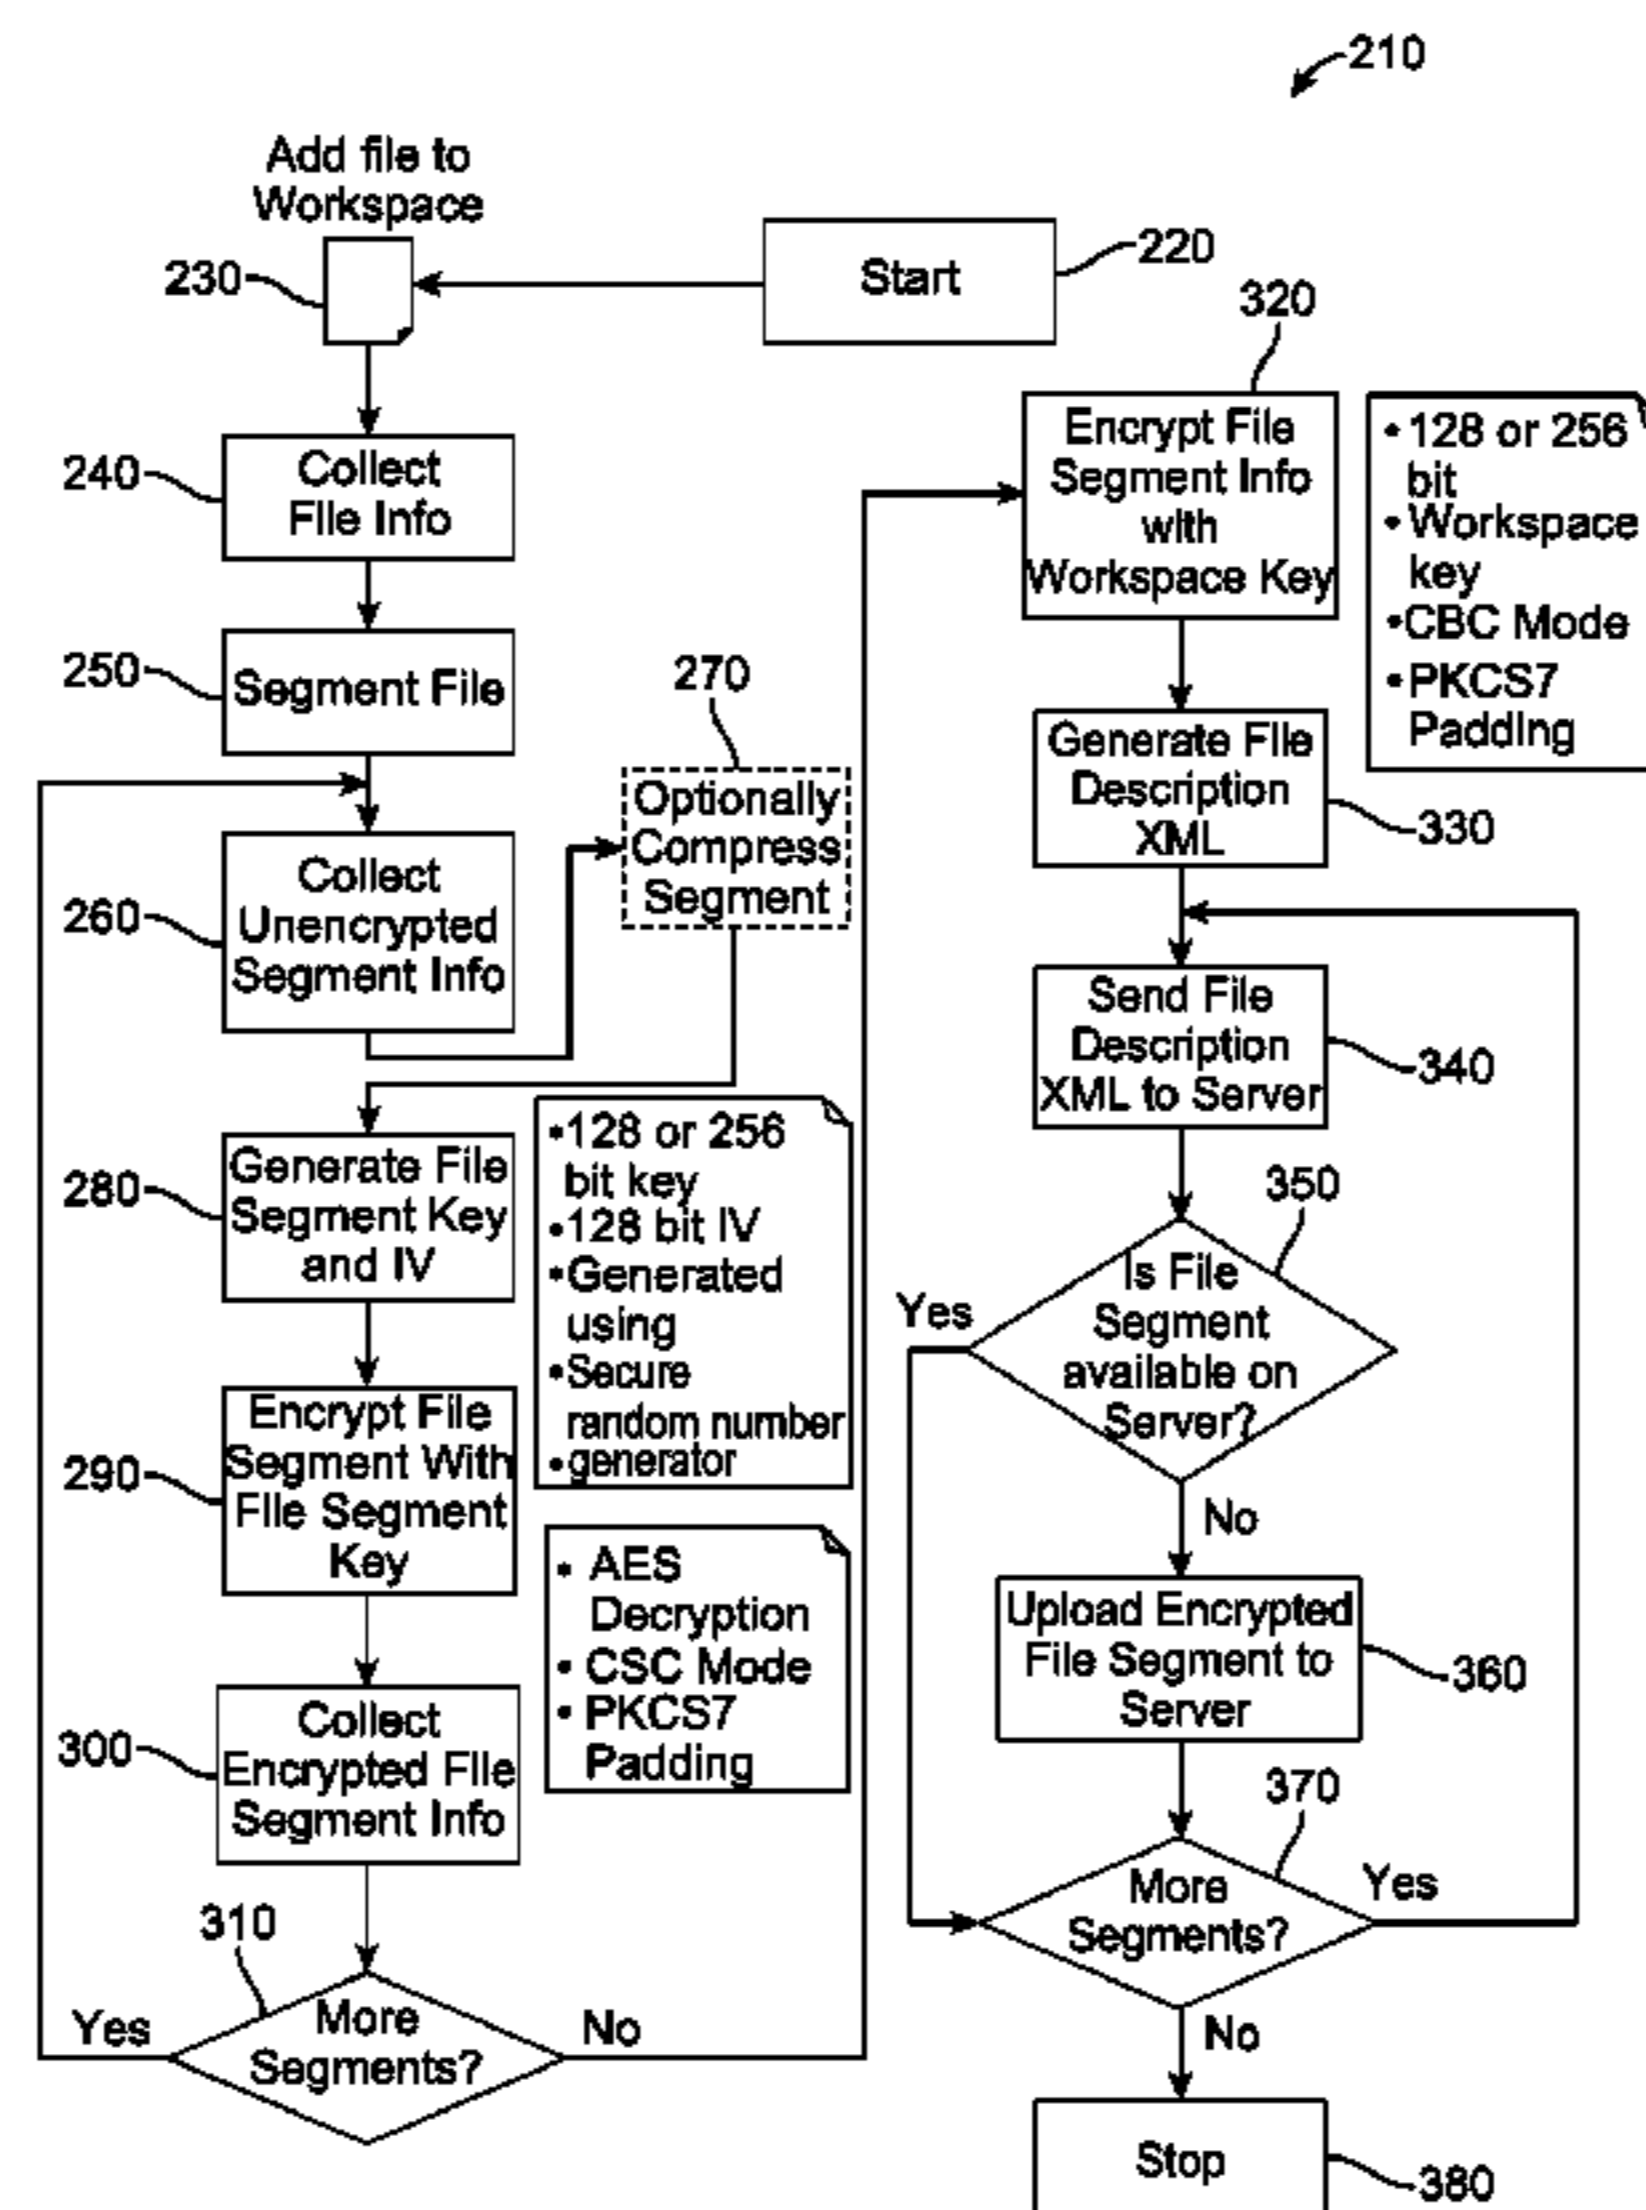 210
Add file to
Workspace
230
Start
220
240
Collect
File Info
250
Segment File
260
Collect
Unencrypted
Segment Info
270
Optionally
Compress
Segment
280
Generate File
Segment Key
and IV
•128 or 256
bit key
•128 bit IV
•Generated
using
•Secure
random number
•generator
290
Encrypt File
Segment With
File Segment
Key
• AES
Decryption
• CSC Mode
• PKCS7
Padding
300
Collect
Encrypted File
Segment Info
310
More
Segments?
Yes
No
320
Encrypt File
Segment Info
with
Workspace Key
• 128 or 256
bit
• Workspace
key
•CBC Mode
•PKCS7
Padding
Generate File
Description
XML
330
Send File
Description
XML to Server
340
350
Is File
Segment
available on
Server?
Yes
No
Upload Encrypted
File Segment to
Server
360
370
More
Segments?
Yes
No
Stop
380